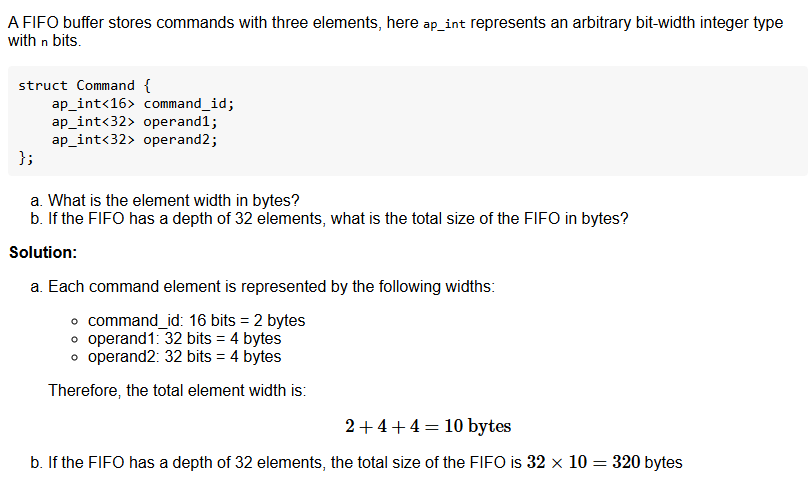 A FIFO buffer stores commands with three elements, here ap_int represents an arbitrary bit-width integer type
with n bits.
struct Command {
    ap_int<16> command_id;
    ap_int<32> operand1;
    ap_int<32> operand2;
};
a. What is the element width in bytes?
b. If the FIFO has a depth of 32 elements, what is the total size of the FIFO in bytes?
Solution:
a. Each command element is represented by the following widths:
∘ command_id: 16 bits = 2 bytes
∘ operand1: 32 bits = 4 bytes
∘ operand2: 32 bits = 4 bytes
Therefore, the total element width is:
2 + 4 + 4 = 10 bytes
b. If the FIFO has a depth of 32 elements, the total size of the FIFO is 32 × 10 = 320 bytes